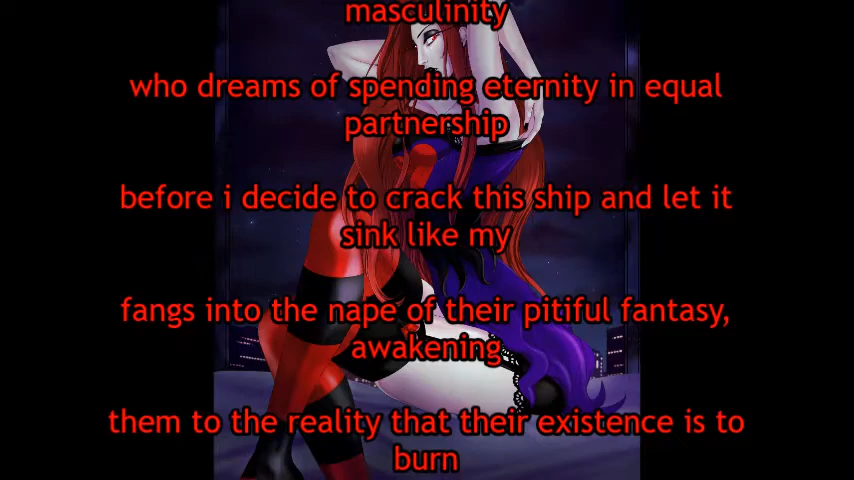 masculinity
who dreams of spending eternity in equal
partnership
before i decide to crack this ship and let it
sink like my
fangs into the nape of their pitiful fantasy,
awakening
them to the reality that their existence is to
burn